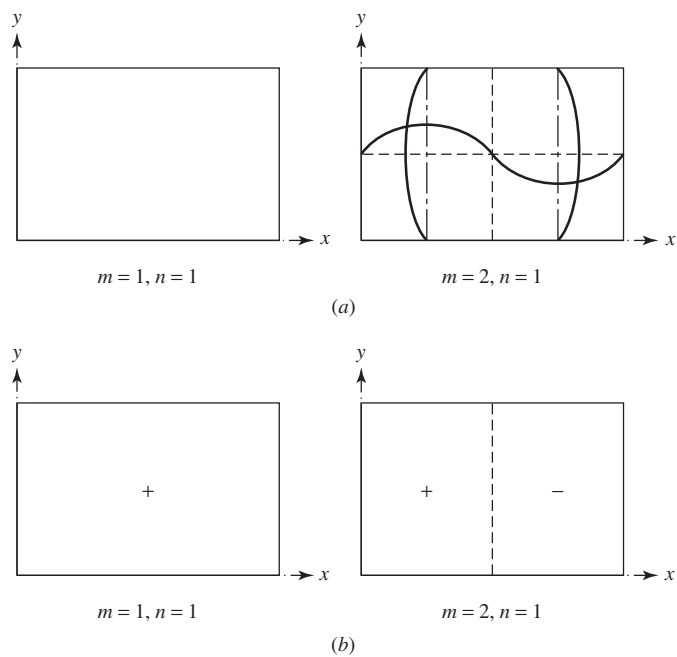 y
y
x
x
m = 1, n = 1
m = 2, n = 1
(a)
y
y
+
+
−
x
x
m = 1, n = 1
m = 2, n = 1
(b)